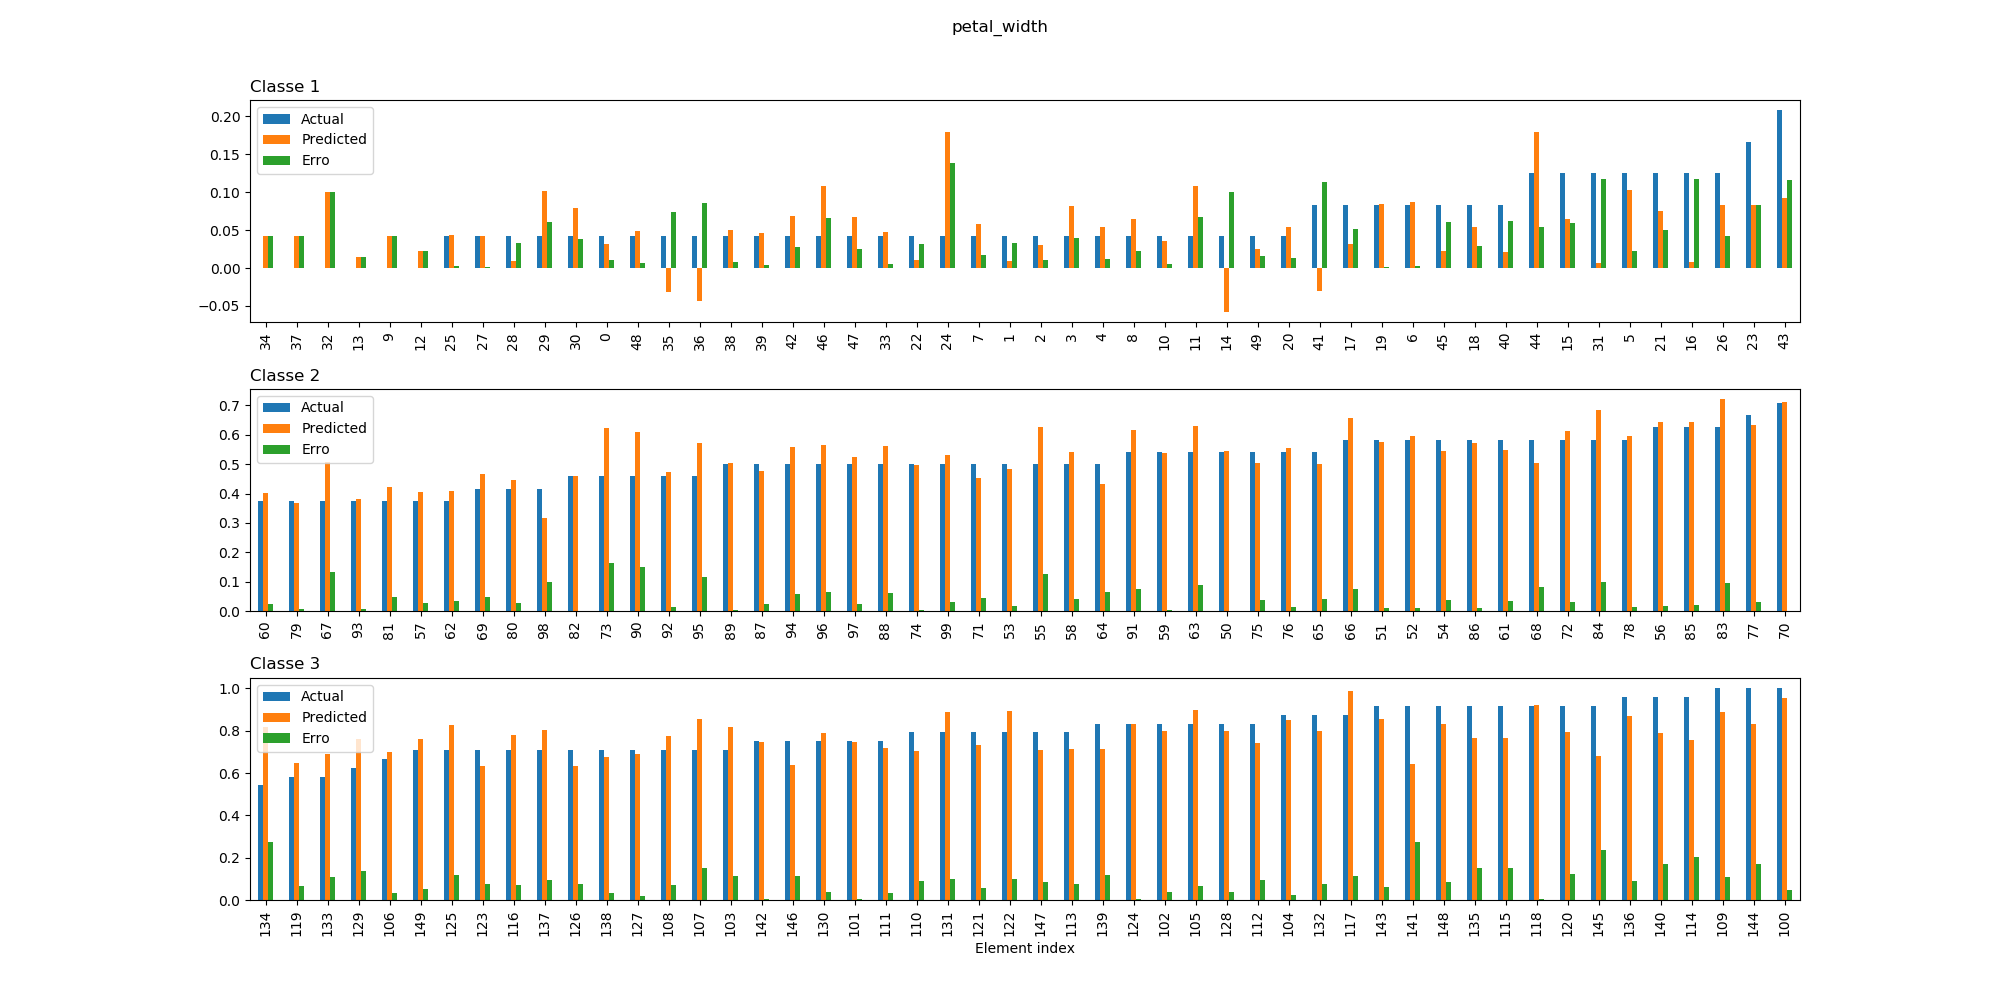 petal_width
Classe 1
Actual
Predicted
Erro
0.20
0.15
0.10
0.05
0.00
−0.05
34 37 32 13 9 12 25 27 28 29 30 0 48 35 36 38 39 42 46 47 33 22 24 7 1 2 3 4 8 10 11 14 49 20 41 17 19 6 45 18 40 44 15 31 5 21 16 26 23 43
Classe 2
Actual
Predicted
Erro
0.7
0.6
0.5
0.4
0.3
0.2
0.1
0.0
60 79 67 93 81 57 62 69 80 98 82 73 90 92 95 89 87 94 96 97 88 74 99 71 53 55 58 64 91 59 63 50 75 76 65 66 51 52 54 86 61 68 72 84 78 56 85 83 77 70
Classe 3
Actual
Predicted
Erro
1.0
0.8
0.6
0.4
0.2
0.0
134 119 133 129 106 149 125 123 116 137 126 138 127 108 107 103 142 146 130 101 111 110 131 121 122 147 113 139 124 102 105 128 112 104 132 117 143 141 148 135 115 118 120 145 136 140 114 109 144 100
Element index